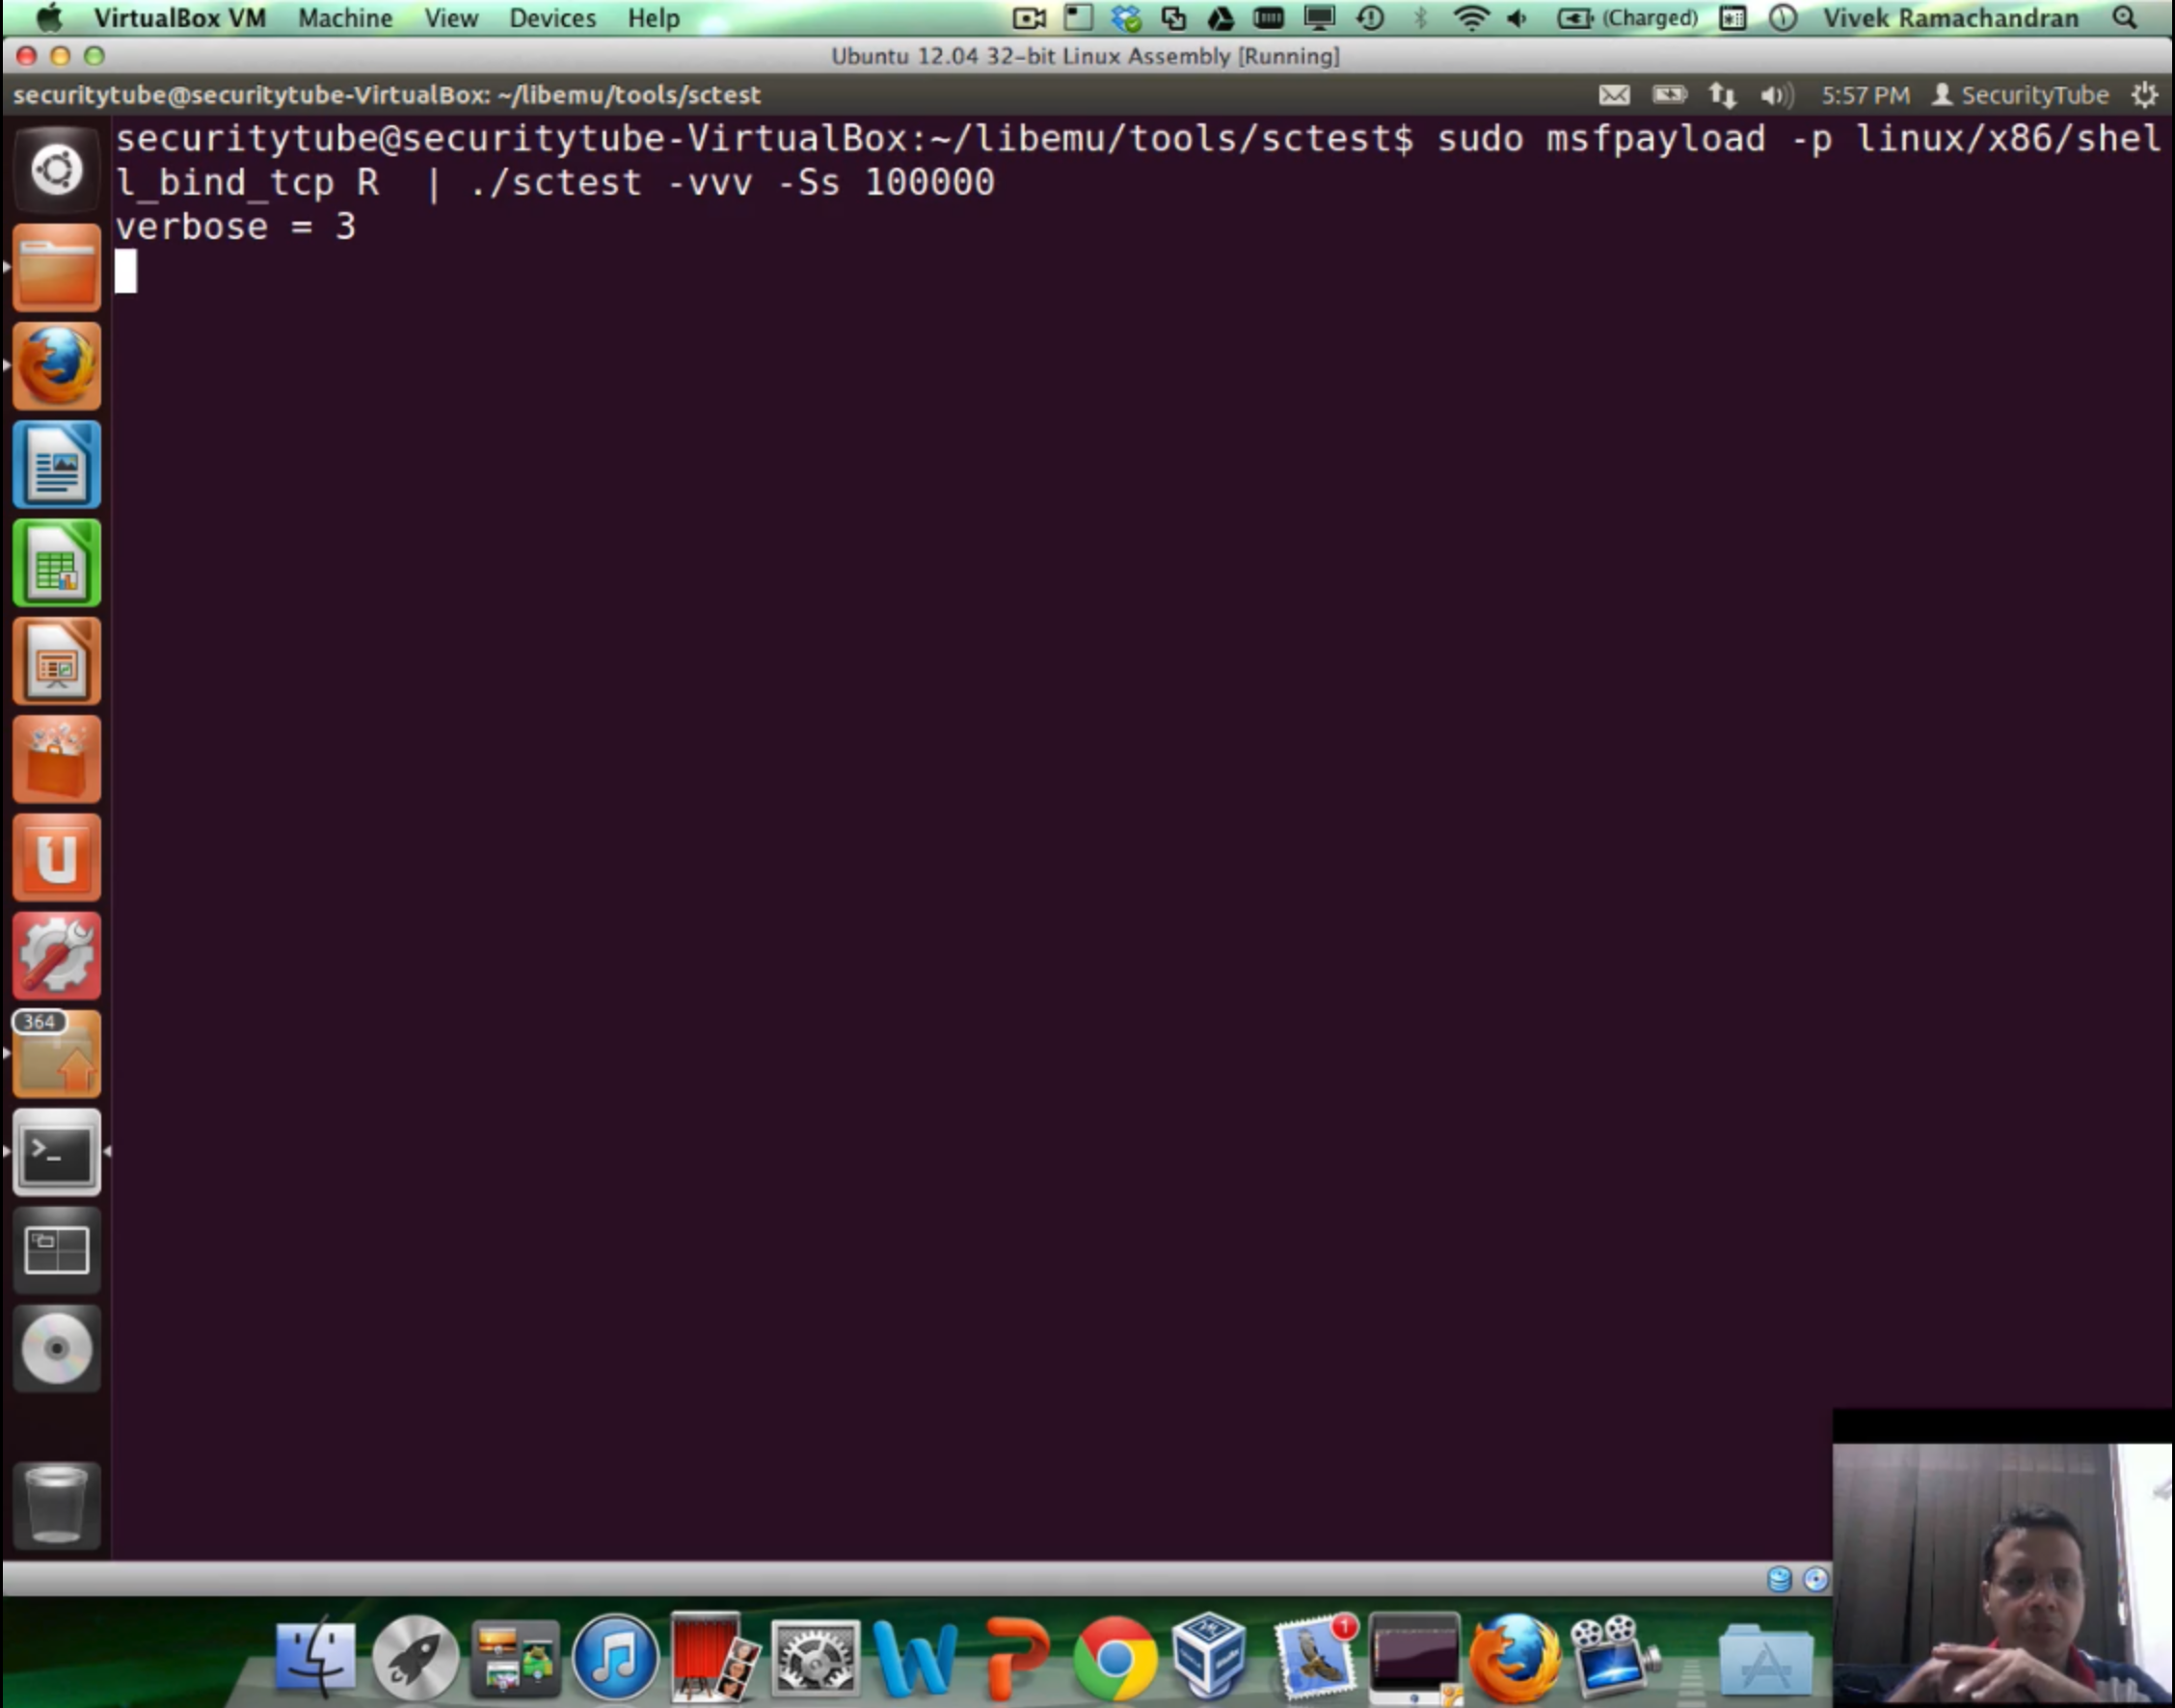 VirtualBox VM Machine View Devices Help (Charged) Vivek Ramachandran
Ubuntu 12.04 32-bit Linux Assembly [Running]
securitytube@securitytube-VirtualBox: ~/libemu/tools/sctest 5:57 PM SecurityTube
securitytube@securitytube-VirtualBox:~/libemu/tools/sctest$ sudo msfpayload -p linux/x86/shel
l_bind_tcp R | ./sctest -vvv -Ss 100000
verbose = 3
364
1